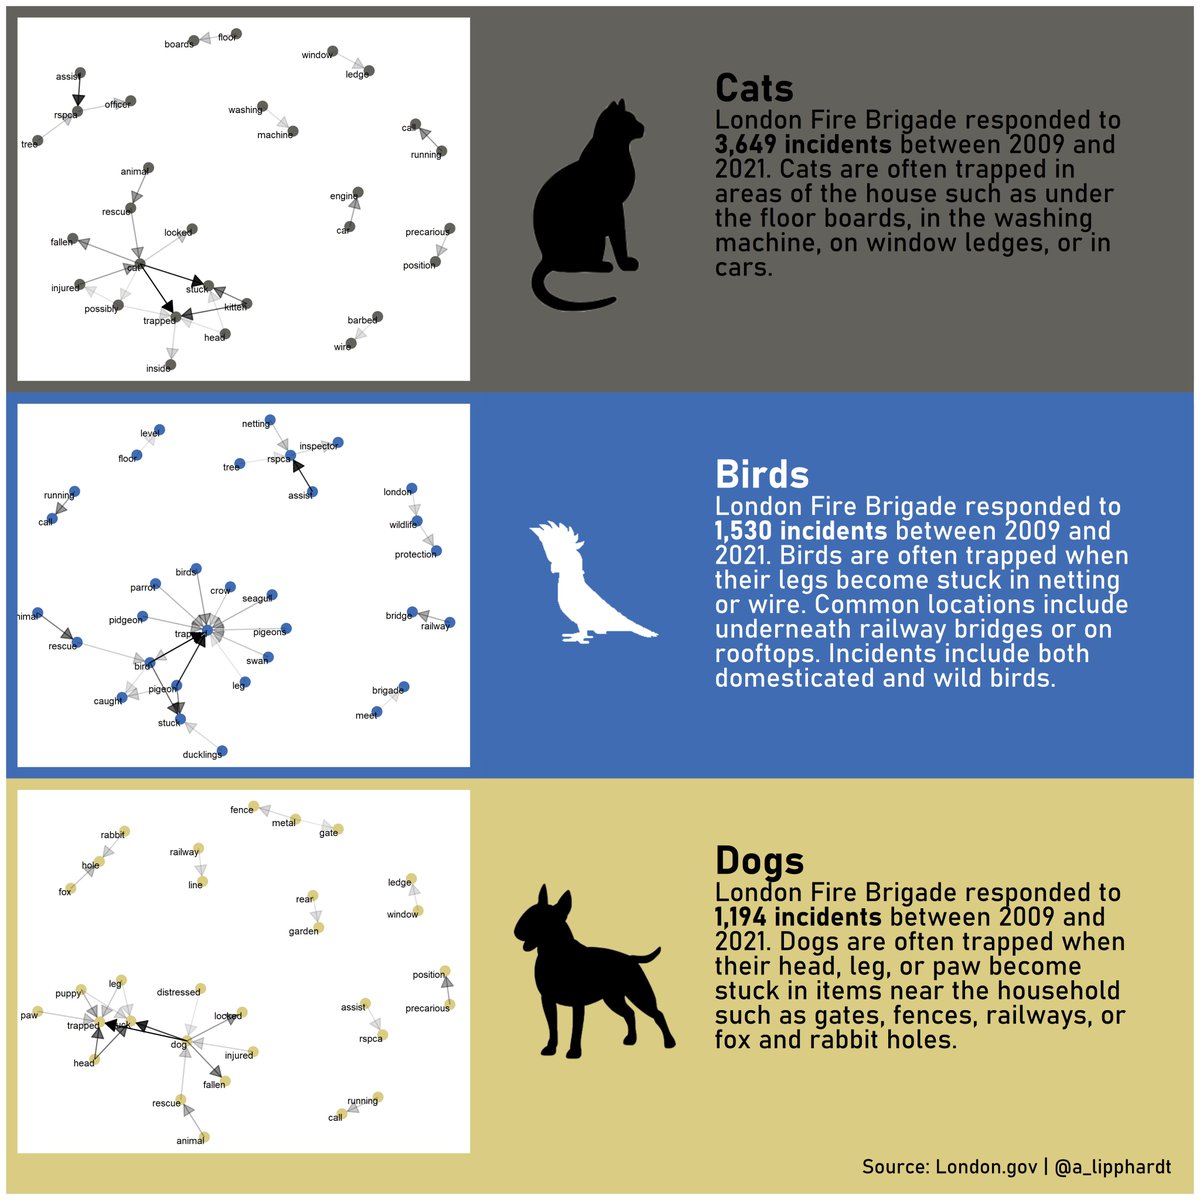 boards
floor
window
ledge
assist
rspca
officer
tree
washing
machine
call
running
animal
rescue
engine
car
fallen
locked
precarious
position
cat
injured
stuck
possibly
kitten
trapped
head
inside
barbed
wire
Cats
London Fire Brigade responded to
3,649 incidents between 2009 and
2021. Cats are often trapped in
areas of the house such as under
the floor boards, in the washing
machine, on window ledges, or in
cars.
level
floor
netting
inspector
tree
rspca
assist
running
call
london
wildlife
protection
birds
parrot
crow
seagull
pidgeon
trapped
pigeons
bridge
railway
rescue
bird
swan
leg
caught
pigeon
stuck
brigade
meet
ducklings
Birds
London Fire Brigade responded to
1,530 incidents between 2009 and
2021. Birds are often trapped when
their legs become stuck in netting
or wire. Common locations include
underneath railway bridges or on
rooftops. Incidents include both
domesticated and wild birds.
fence
metal
gate
rabbit
hole
fox
railway
line
rear
garden
ledge
window
position
precarious
leg
puppy
distressed
paw
trapped
locked
assist
rspca
dog
head
injured
fallen
rescue
animal
running
call
Dogs
London Fire Brigade responded to
1,194 incidents between 2009 and
2021. Dogs are often trapped when
their head, leg, or paw become
stuck in items near the household
such as gates, fences, railways, or
fox and rabbit holes.
Source: London.gov | @a_lipphardt